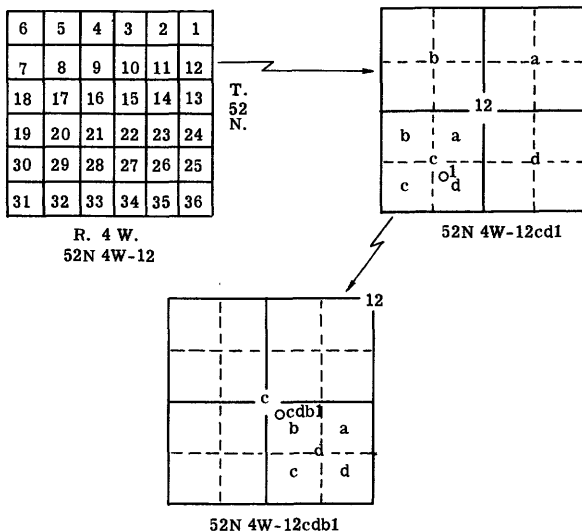 6 5 4 3 2 1
7 8 9 10 11 12
18 17 16 15 14 13
19 20 21 22 23 24
30 29 28 27 26 25
31 32 33 34 35 36
T.
52
N.
R. 4 W.
52N 4W-12
b a
12
b a
c d
1
c d
52N 4W-12cd1
12
c
cdb1
b a
d
c d
52N 4W-12cdb1